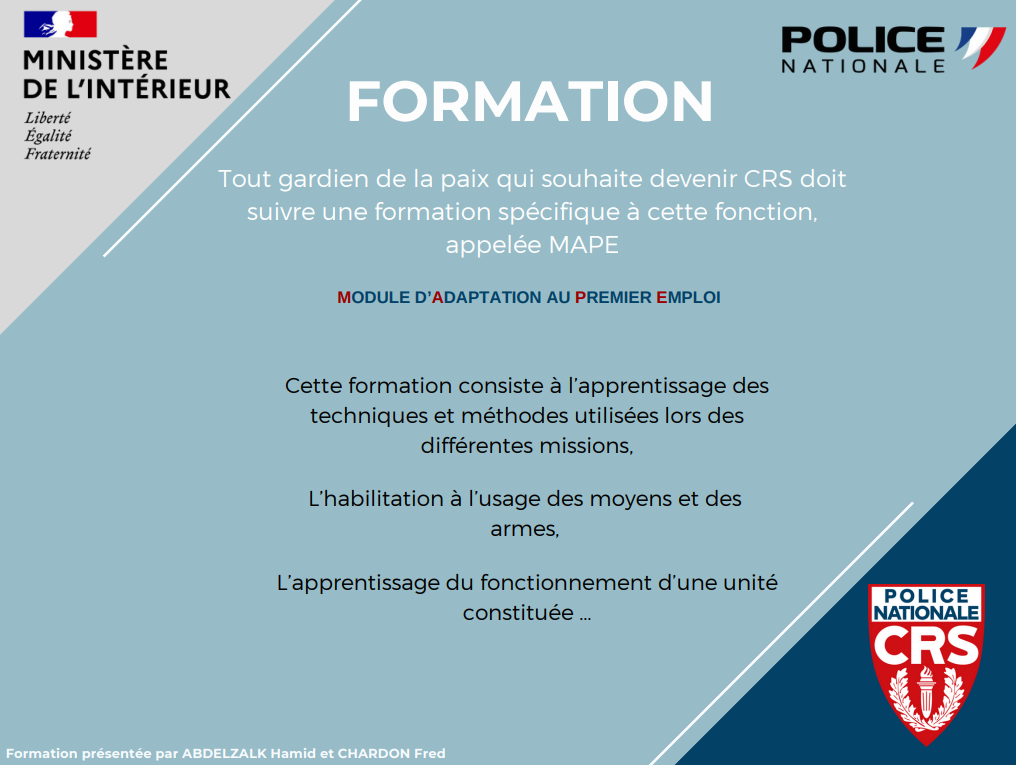 MINISTÈRE
DE L'INTÉRIEUR
Liberté
Égalité
Fraternité
POLICE
NATIONALE
FORMATION
Tout gardien de la paix qui souhaite devenir CRS doit
suivre une formation spécifique à cette fonction,
appelée MAPE
MODULE D'ADAPTATION AU PREMIER EMPLOI
Cette formation consiste à l'apprentissage des
techniques et méthodes utilisées lors des
différentes missions,
L'habilitation à l'usage des moyens et des
armes,
L'apprentissage du fonctionnement d'une unité
constituée ...
POLICE
NATIONALE
CRS
Formation présentée par ABDELZALK Hamid et CHARDON Fred